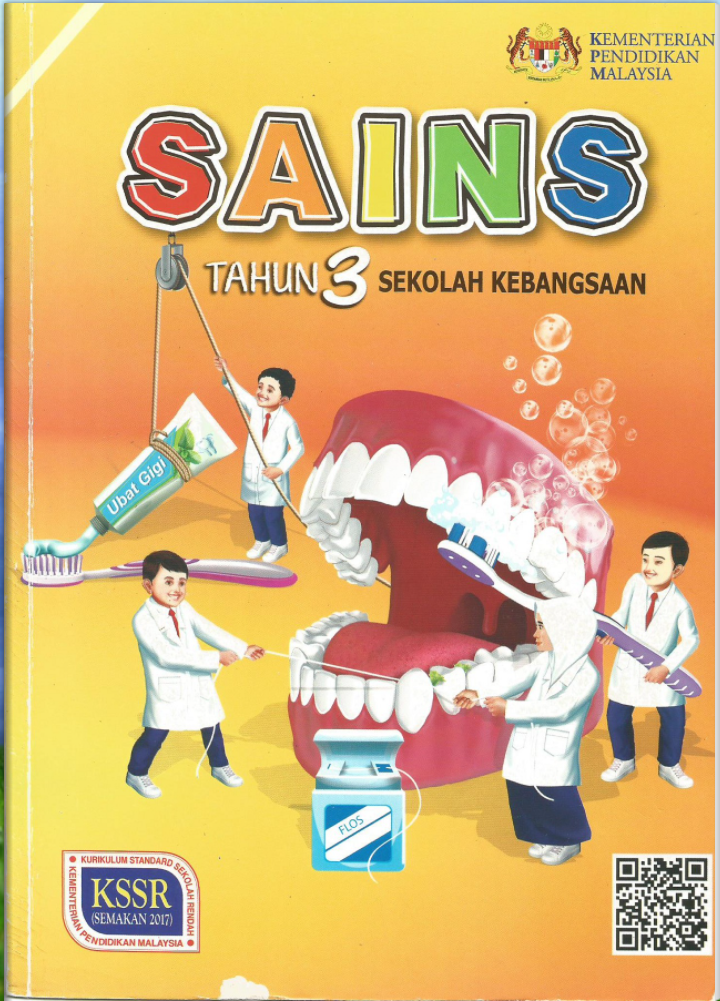 KEMENTERIAN
PENDIDIKAN
MALAYSIA
SAINS
TAHUN 3 SEKOLAH KEBANGSAAN
Ubat Gigi
FLOS
KURIKULUM STANDARD SEKOLAH RENDAH
KSSR
(SEMAKAN 2017)
KEMENTERIAN PENDIDIKAN MALAYSIA